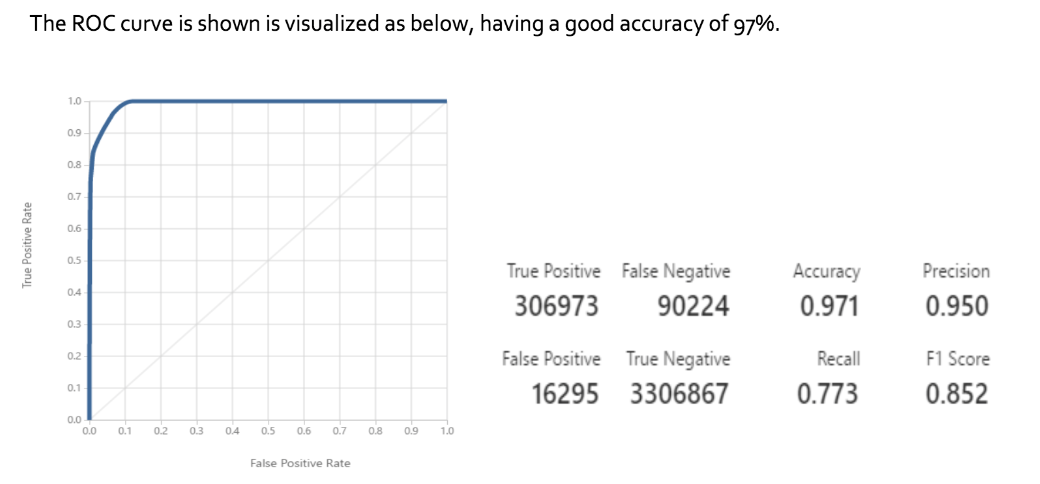 The ROC curve is shown is visualized as below, having a good accuracy of 97%.
1.0
0.9
0.8
0.7
0.6
0.5
0.4
0.3
0.2
0.1
0.0
True Positive Rate
0.0 0.1 0.2 0.3 0.4 0.5 0.6 0.7 0.8 0.9 1.0
False Positive Rate
True Positive False Negative Accuracy Precision
306973 90224 0.971 0.950
False Positive True Negative Recall F1 Score
16295 3306867 0.773 0.852